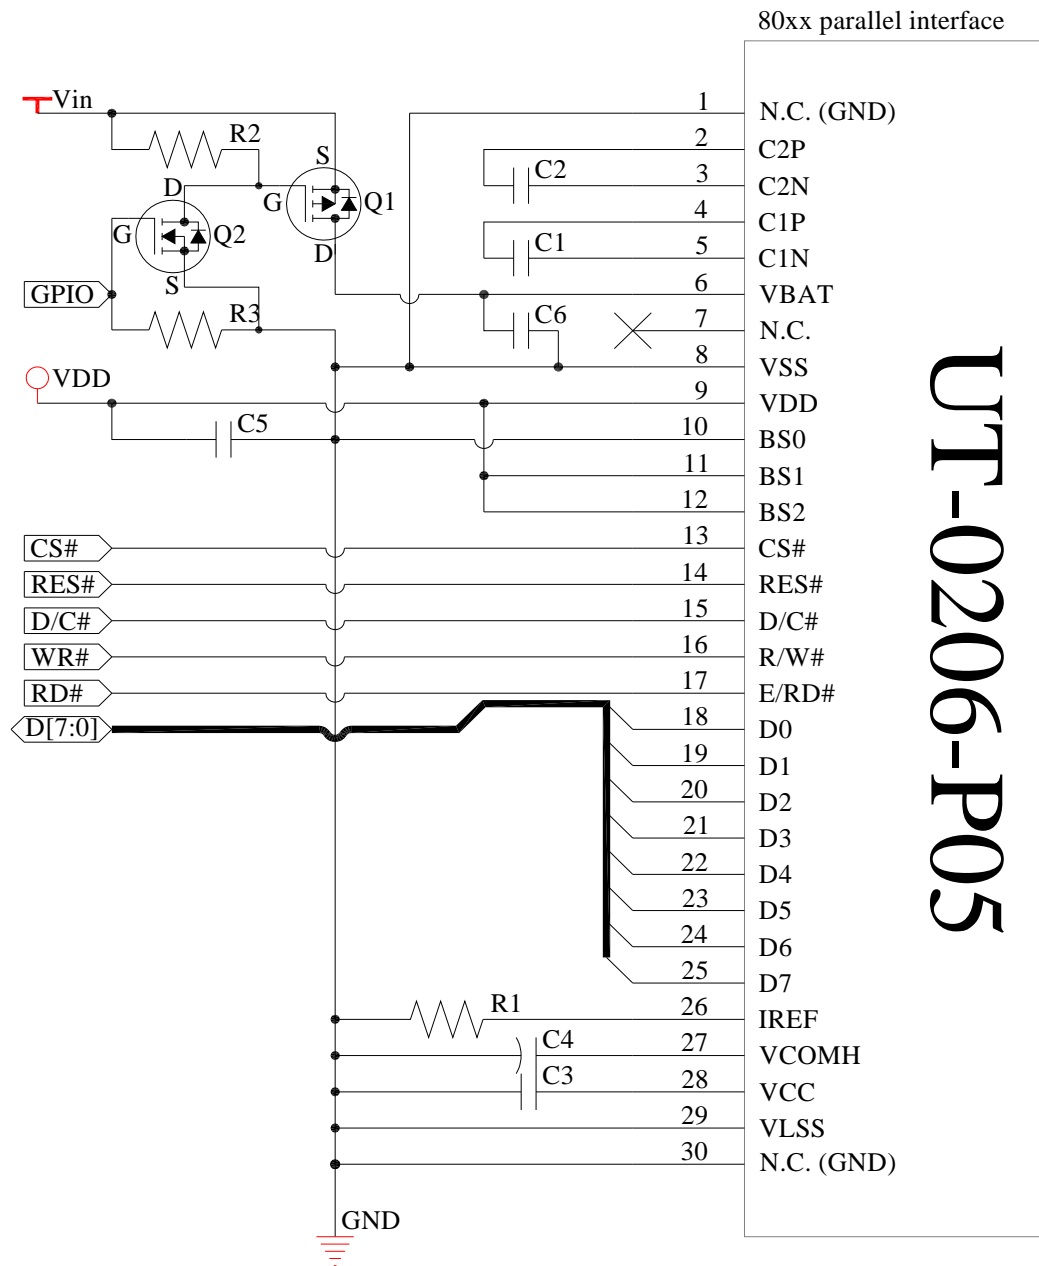 80xx parallel interface
Vin
R2
S
D
G
Q1
G
Q2
D
S
GPIO
R3
VDD
C5
CS#
RES#
D/C#
WR#
RD#
D[7:0]
C2
C1
C6
R1
C4
C3
GND
1 N.C. (GND)
2 C2P
3 C2N
4 C1P
5 C1N
6 VBAT
7 N.C.
8 VSS
9 VDD
10 BS0
11 BS1
12 BS2
13 CS#
14 RES#
15 D/C#
16 R/W#
17 E/RD#
18 D0
19 D1
20 D2
21 D3
22 D4
23 D5
24 D6
25 D7
26 IREF
27 VCOMH
28 VCC
29 VLSS
30 N.C. (GND)
UT-0206-P05